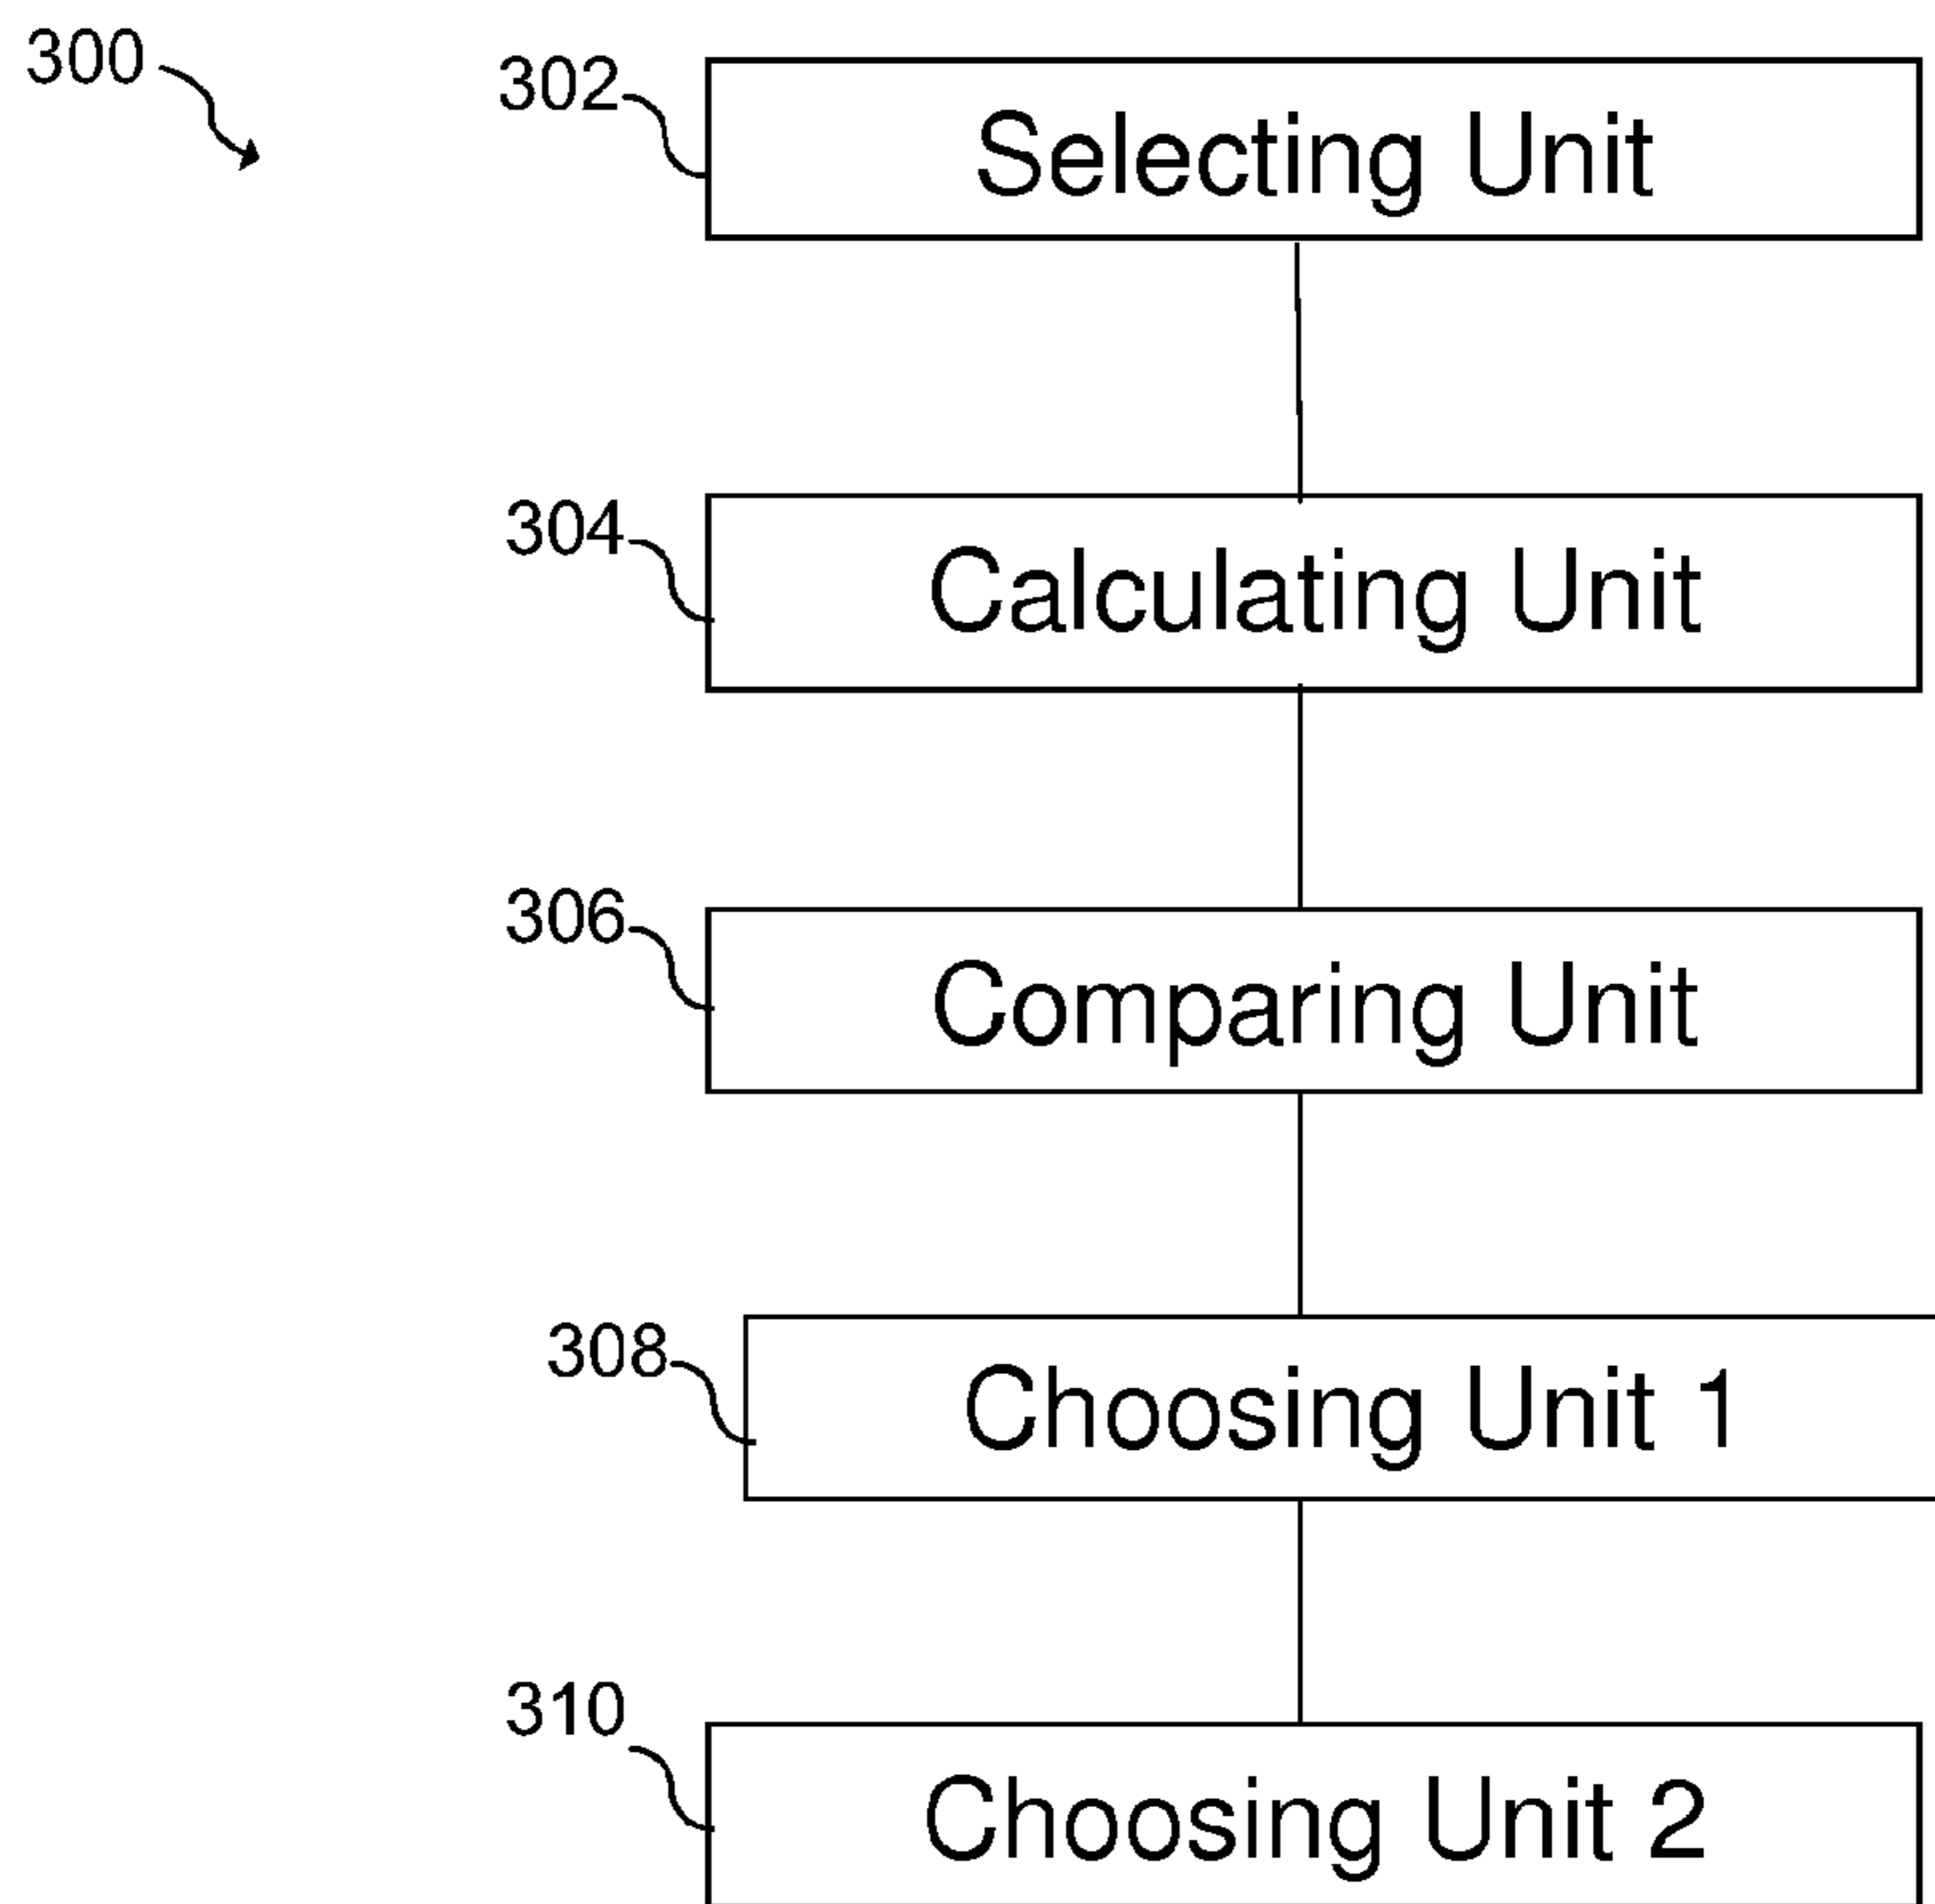 300
302
Selecting Unit
304
Calculating Unit
306
Comparing Unit
308
Choosing Unit 1
310
Choosing Unit 2